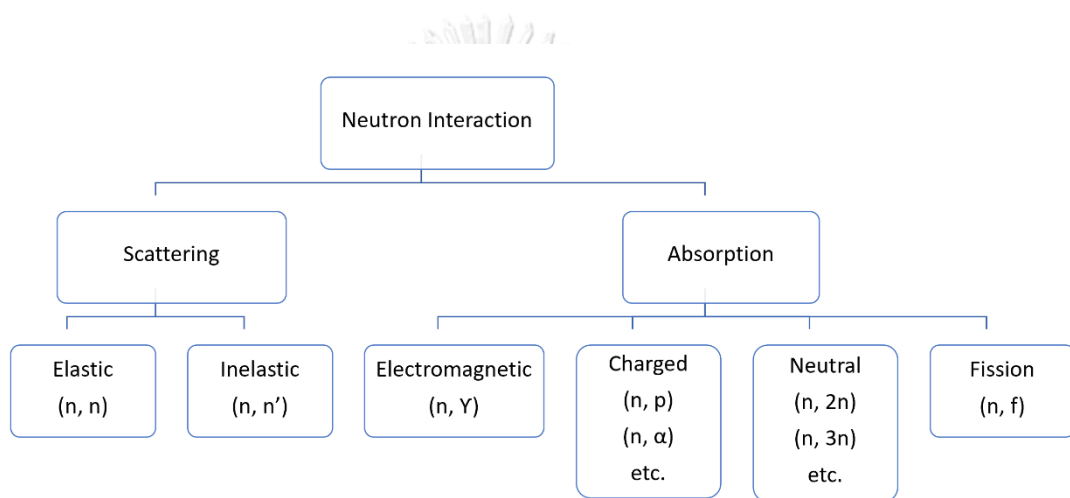 Neutron Interaction
Scattering
Absorption
Elastic
(n, n)
Inelastic
(n, n’)
Electromagnetic
(n, Υ)
Charged
(n, p)
(n, α)
etc.
Neutral
(n, 2n)
(n, 3n)
etc.
Fission
(n, f)